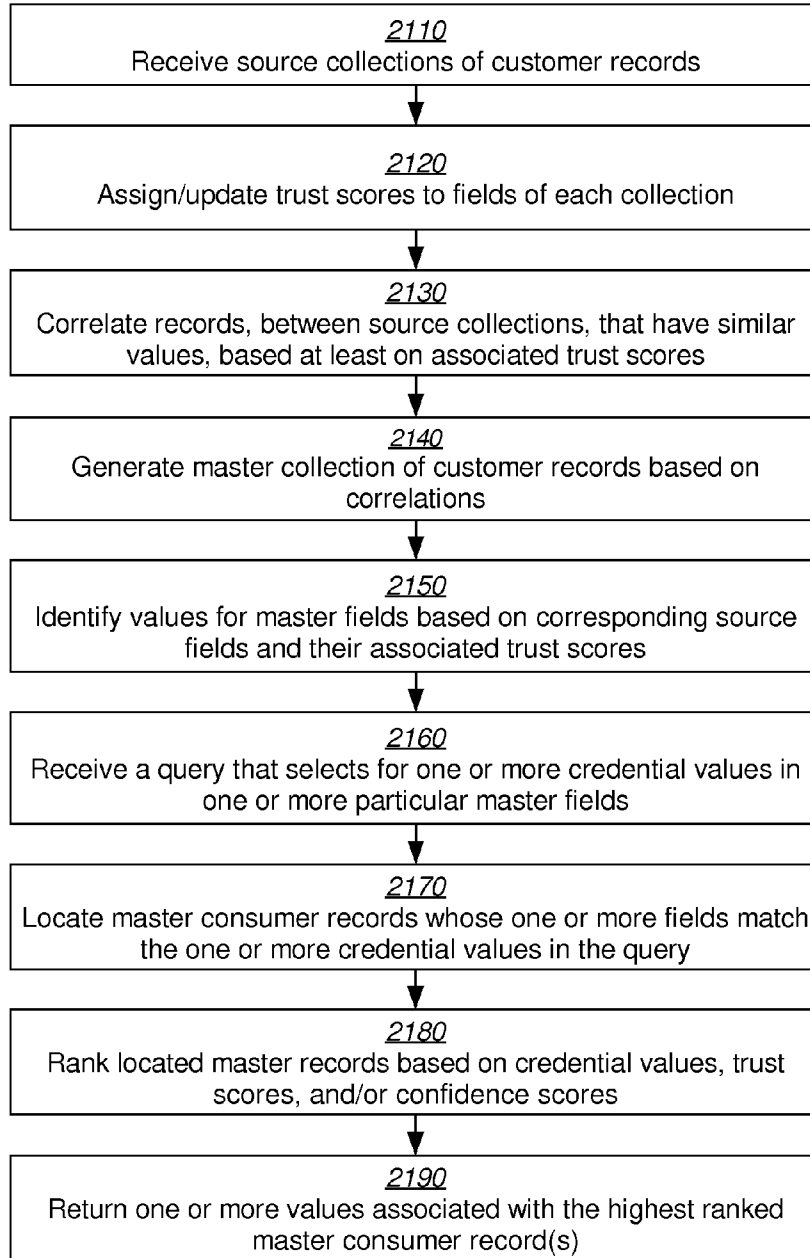 2110
Receive source collections of customer records
2120
Assign/update trust scores to fields of each collection
2130
Correlate records, between source collections, that have similar
values, based at least on associated trust scores
2140
Generate master collection of customer records based on
correlations
2150
Identify values for master fields based on corresponding source
fields and their associated trust scores
2160
Receive a query that selects for one or more credential values in
one or more particular master fields
2170
Locate master consumer records whose one or more fields match
the one or more credential values in the query
2180
Rank located master records based on credential values, trust
scores, and/or confidence scores
2190
Return one or more values associated with the highest ranked
master consumer record(s)